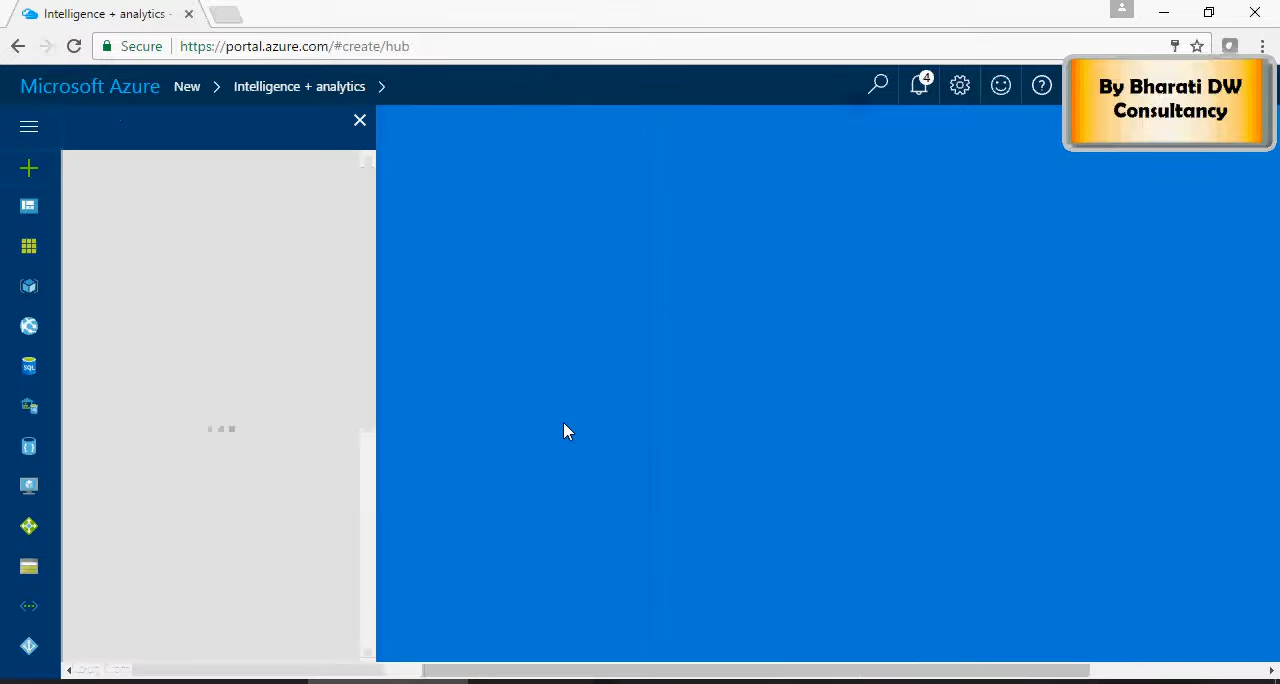 Intelligence + analytics -
Secure
https://portal.azure.com/#create/hub
Microsoft Azure New Intelligence + analytics
4
By Bharati DW
Consultancy
SQL